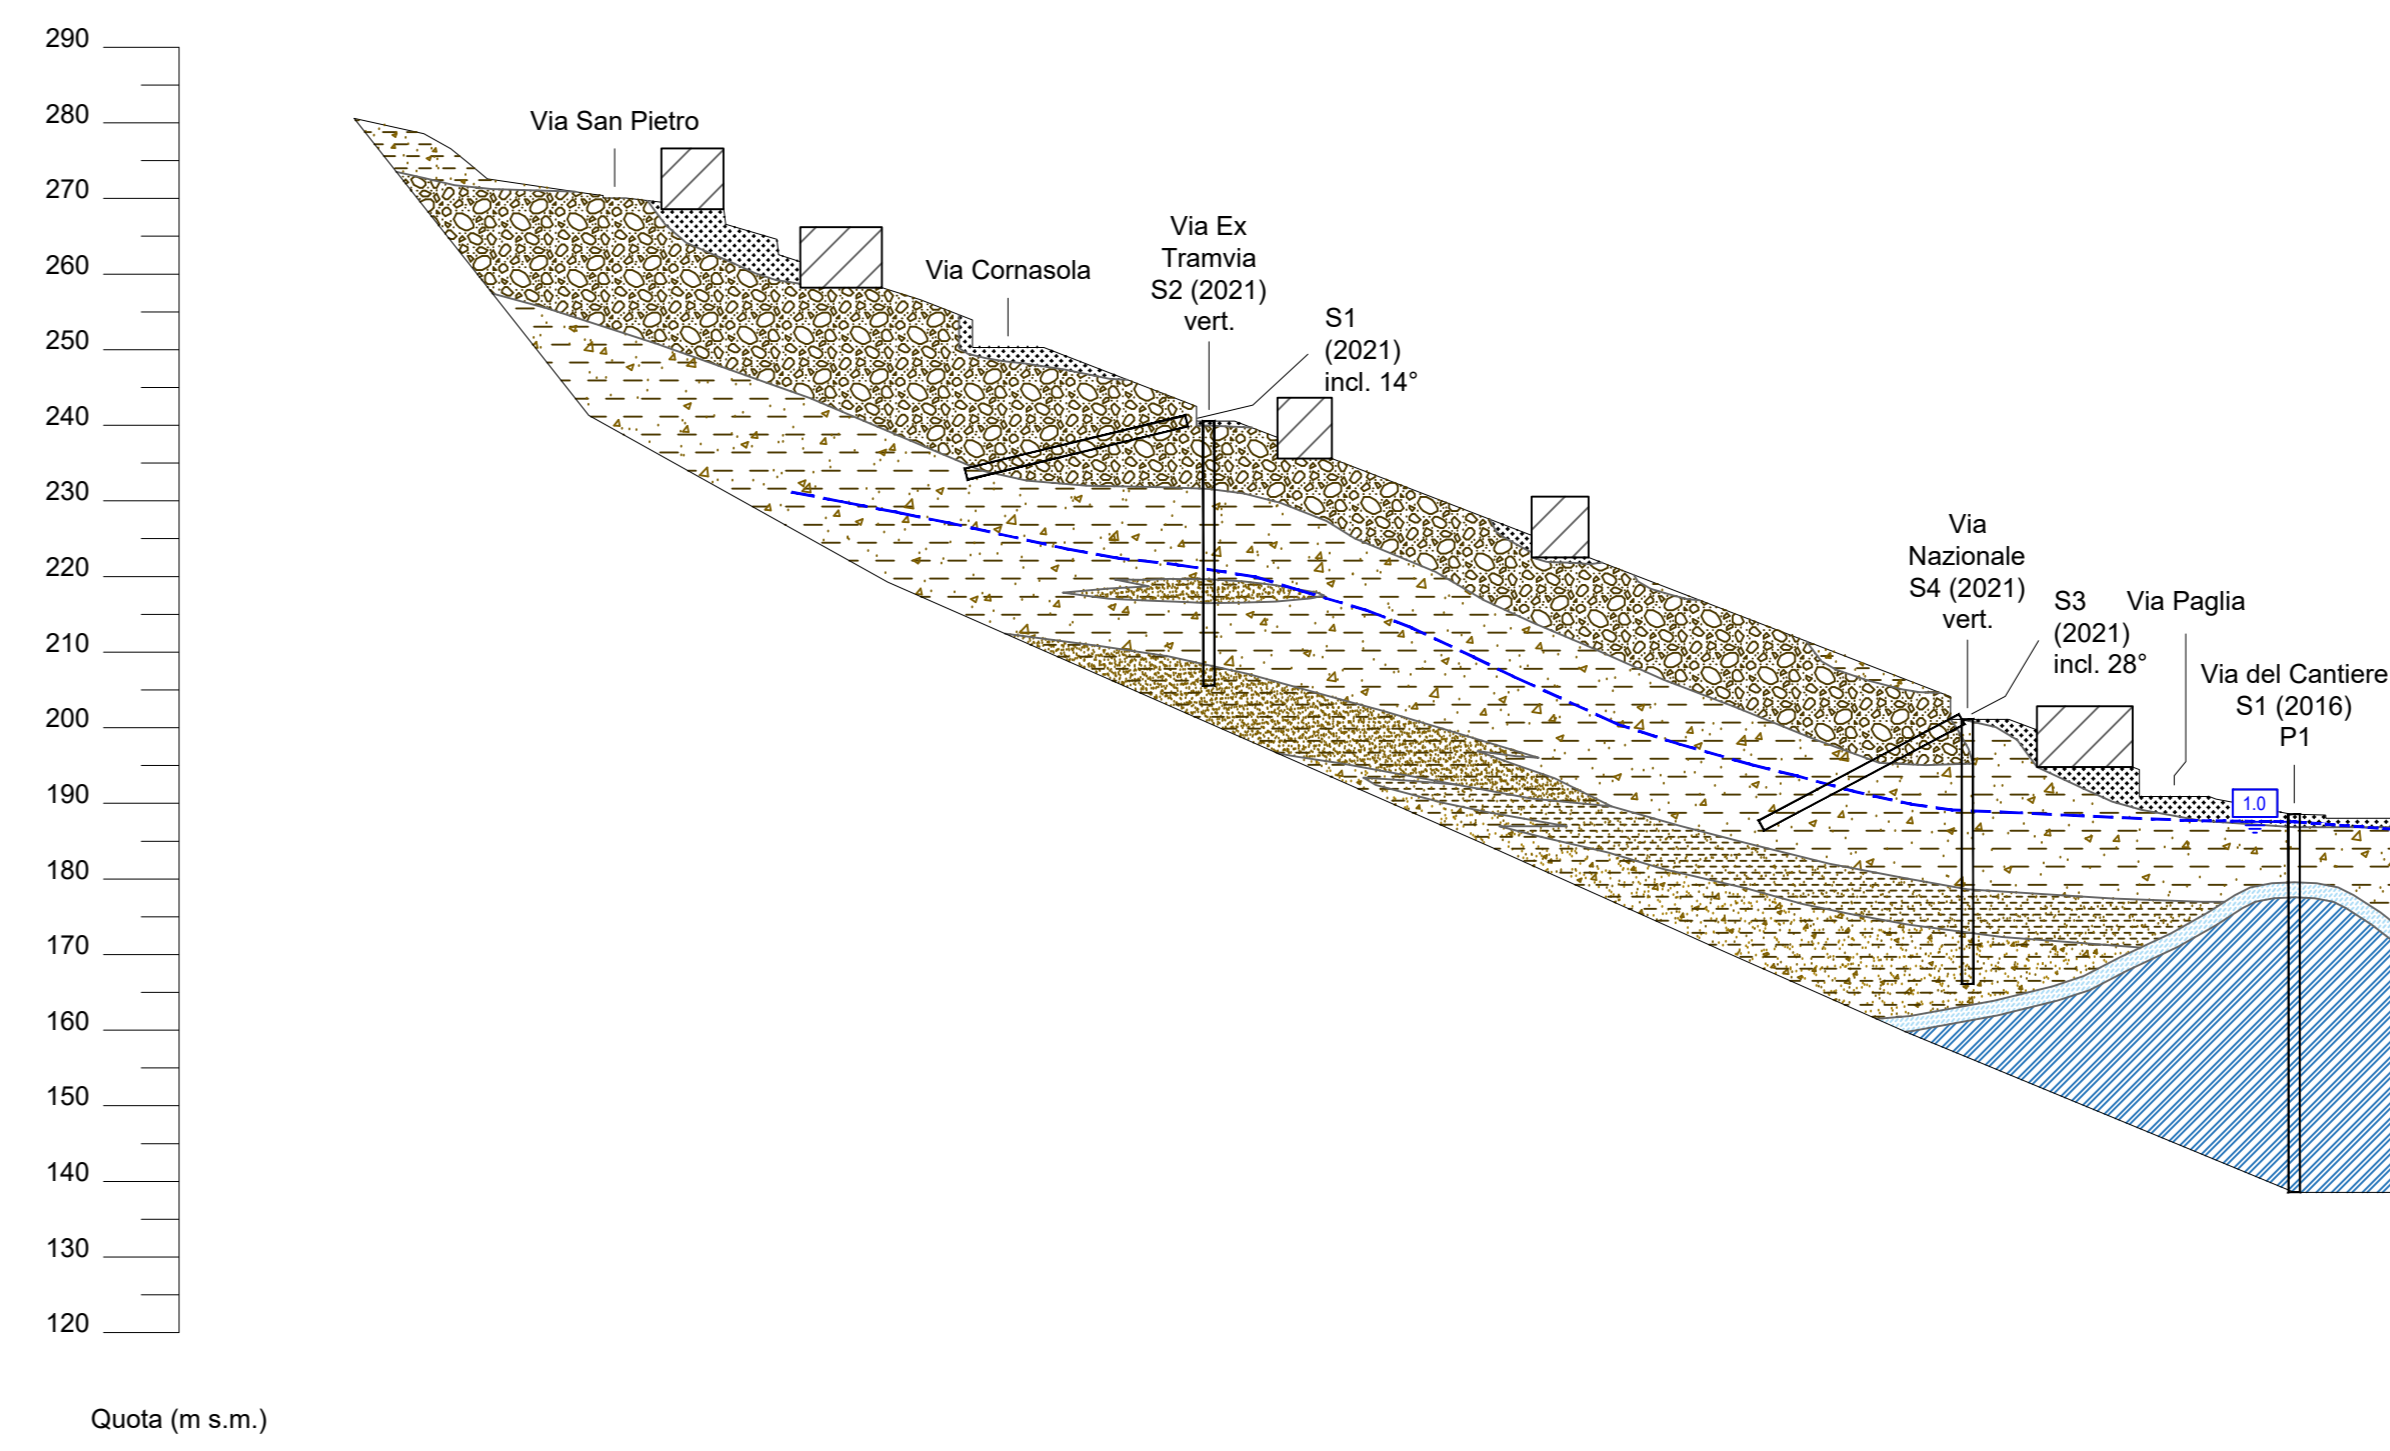 290
280
270
260
250
240
230
220
210
200
190
180
170
160
150
140
130
120
Quota (m s.m.)
Via San Pietro
Via Cornasola
Via Ex
Tramvia
S2 (2021)
vert.
S1
(2021)
incl. 14°
Via
Nazionale
S4 (2021)
vert.
S3
(2021)
incl. 28°
Via Paglia
Via del Cantiere
S1 (2016)
P1
1.0